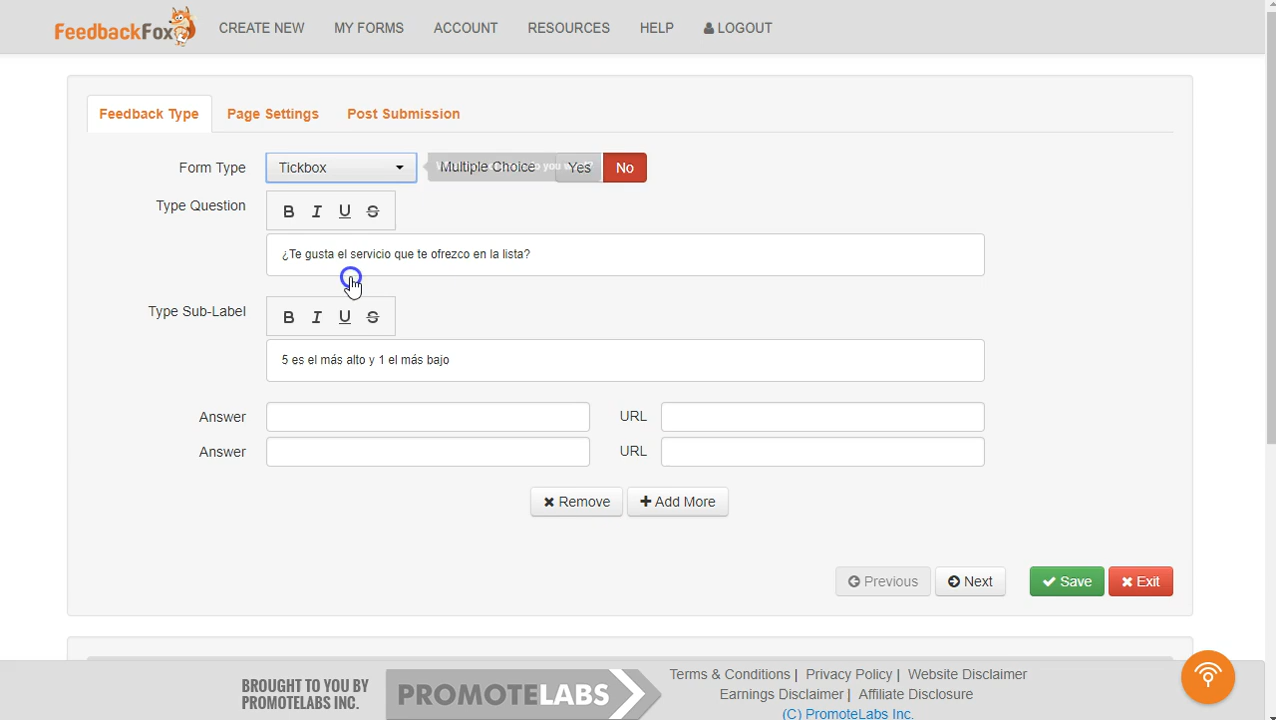 FeedbackFox CREATE NEW MY FORMS ACCOUNT RESOURCES HELP LOGOUT
Feedback Type Page Settings Post Submission
Form Type Tickbox Multiple Choice Yes No
Type Question B I U S
¿Te gusta el servicio que te ofrezco en la lista?
Type Sub-Label B I U S
5 es el más alto y 1 el más bajo
Answer URL
Answer URL
Remove Add More
Previous Next Save Exit
BROUGHT TO YOU BY
PROMOTELABS INC.
PROMOTELABS
Terms & Conditions | Privacy Policy | Website Disclaimer
Earnings Disclaimer | Affiliate Disclosure
(C) PromoteLabs Inc.